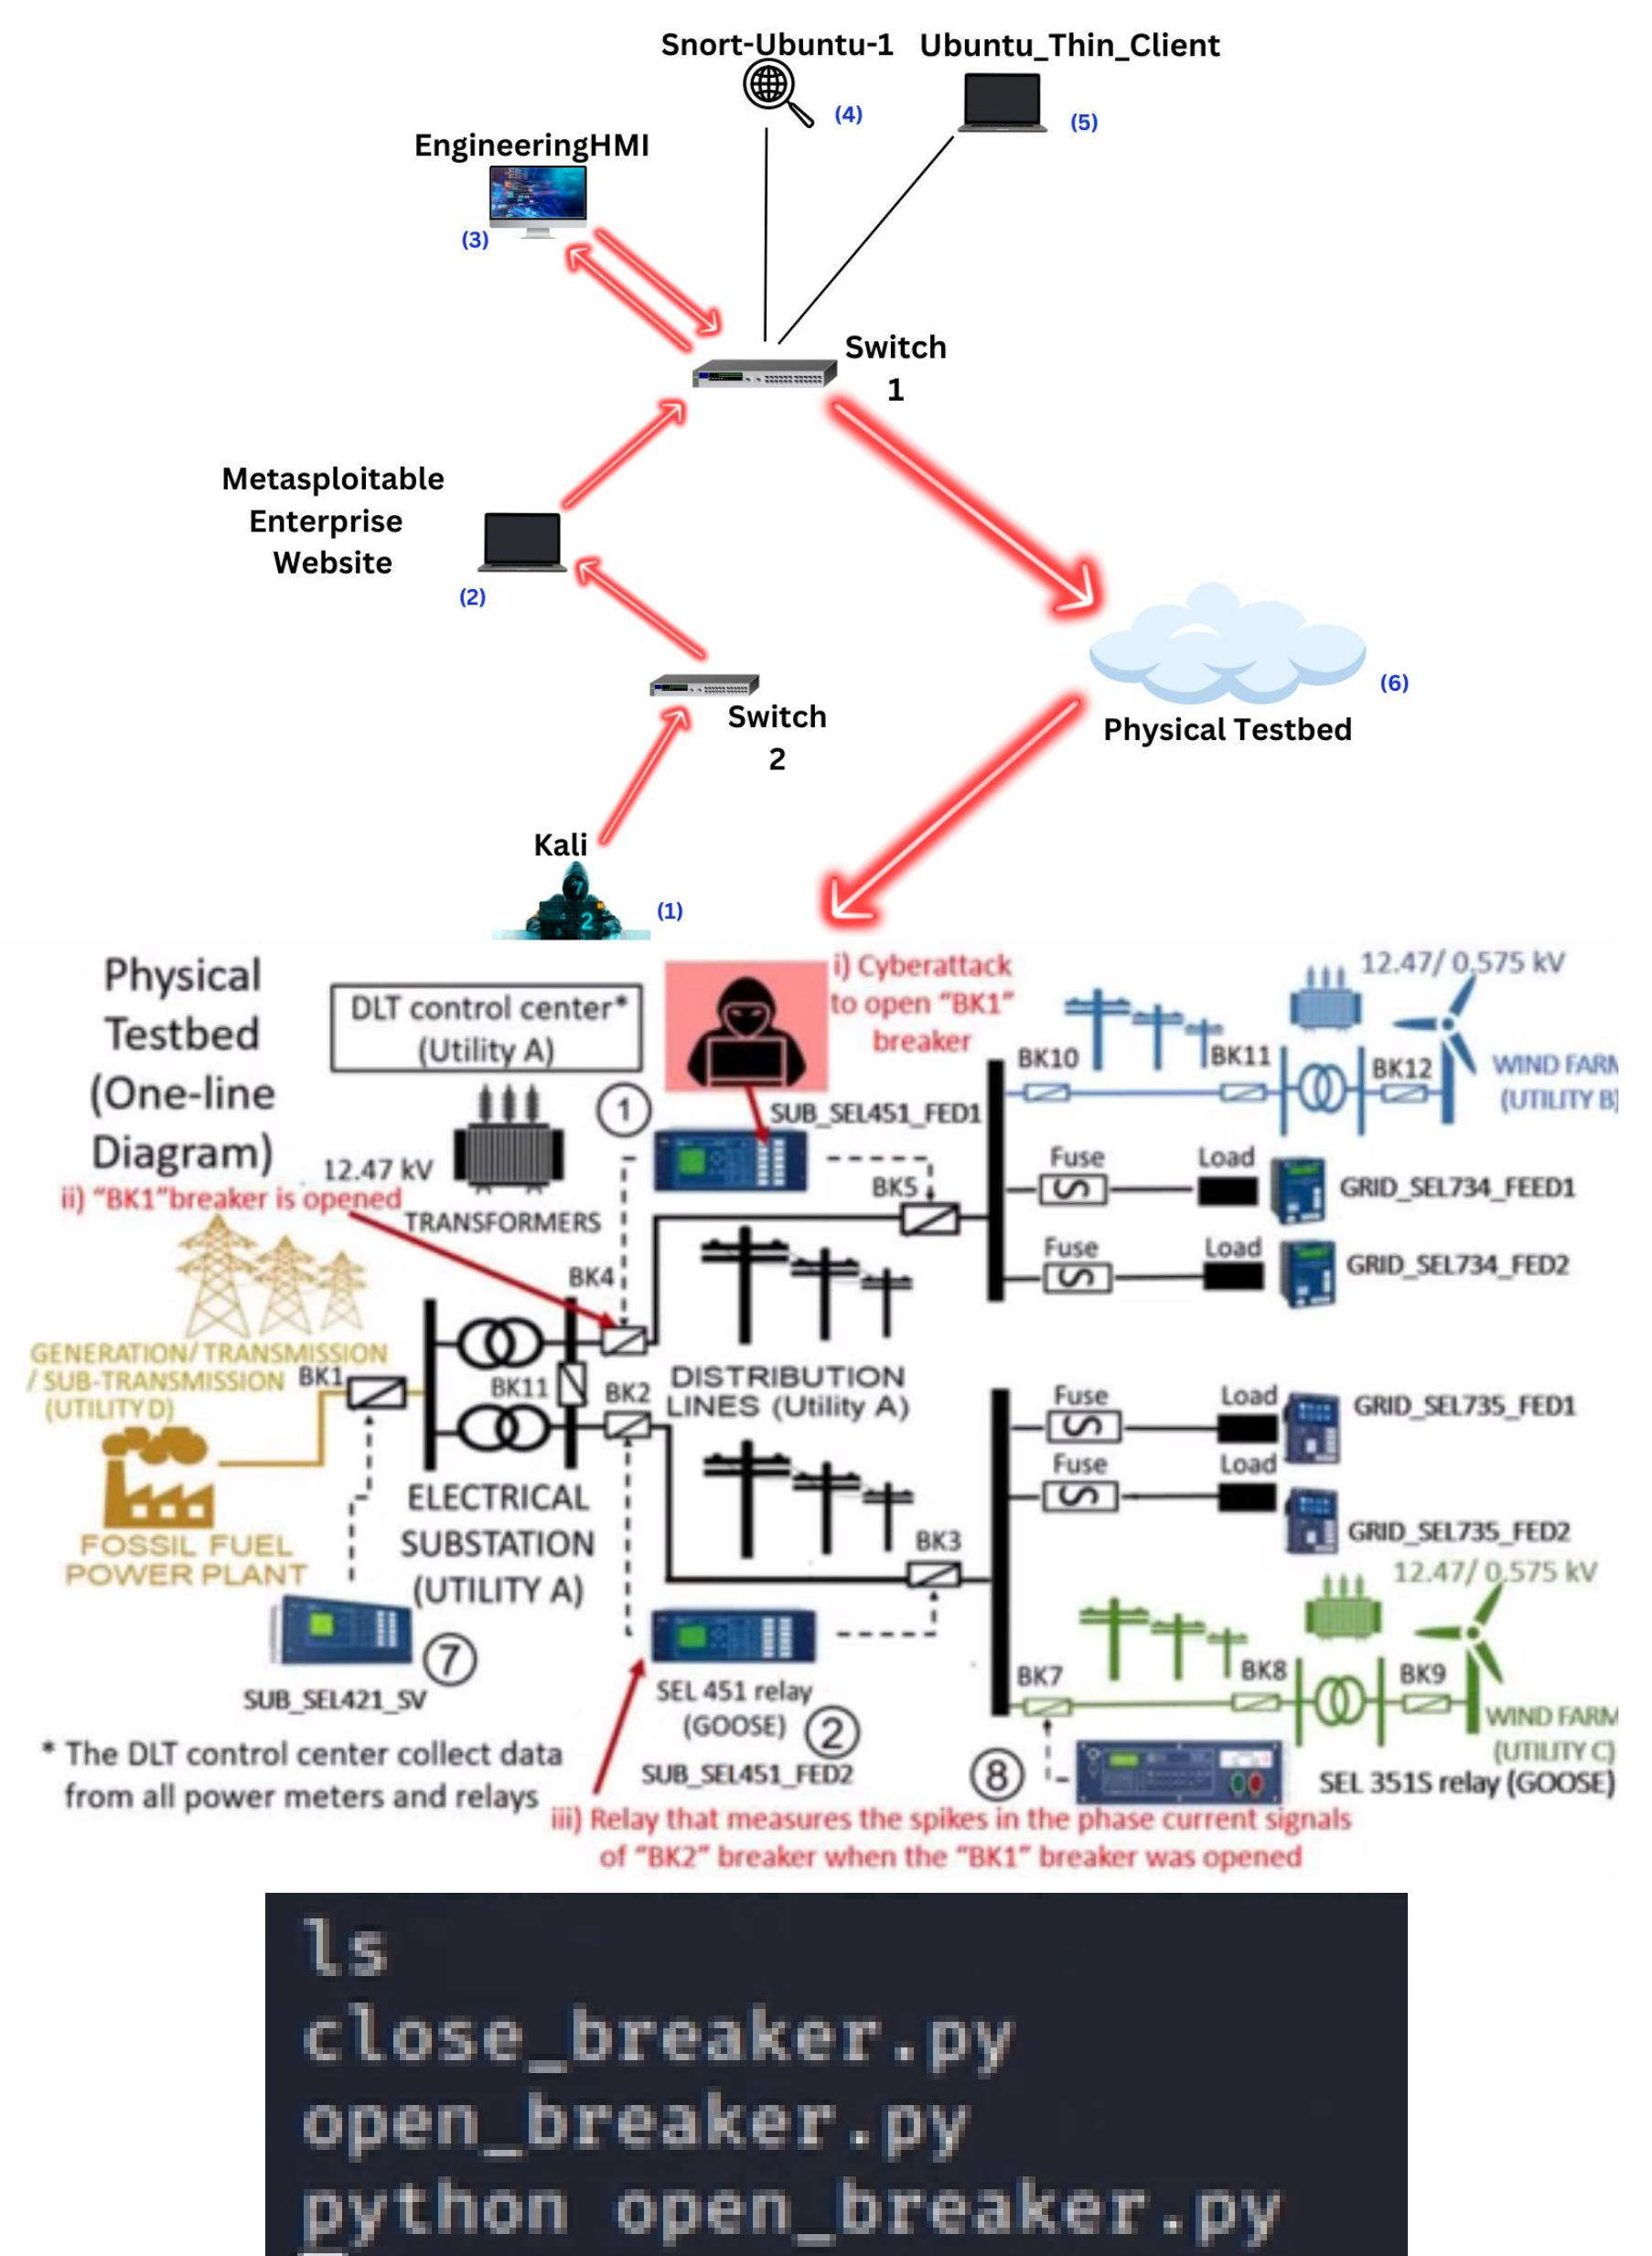 Snort-Ubuntu-1
Ubuntu_Thin_Client
(4)
(5)
EngineeringHMI
(3)
Switch
1
Metasploitable
Enterprise
Website
(2)
Switch
2
(6)
Physical Testbed
Kali
(1)
7
2
Physical
Testbed
(One-line
Diagram)
DLT control center*
(Utility A)
i) Cyberattack
to open “BK1”
breaker
12.47/ 0.575 kV
BK10
BK11
BK12
WIND FARM
(UTILITY B)
1
SUB_SEL451_FED1
12.47 kV
ii) “BK1”breaker is opened
TRANSFORMERS
BK5
Fuse
Load
GRID_SEL734_FEED1
Fuse
Load
GRID_SEL734_FED2
BK4
GENERATION/TRANSMISSION
/ SUB-TRANSMISSION
(UTILITY D)
BK1
BK11
BK2
DISTRIBUTION
LINES (Utility A)
Fuse
Load
GRID_SEL735_FED1
Fuse
Load
GRID_SEL735_FED2
ELECTRICAL
SUBSTATION
(UTILITY A)
FOSSIL FUEL
POWER PLANT
BK3
12.47/ 0.575 kV
7
SUB_SEL421_SV
SEL 451 relay
(GOOSE)
2
SUB_SEL451_FED2
BK7
BK8
BK9
WIND FARM
(UTILITY C)
8
SEL 351S relay (GOOSE)
* The DLT control center collect data
from all power meters and relays
iii) Relay that measures the spikes in the phase current signals
of “BK2” breaker when the “BK1” breaker was opened
ls
close_breaker.py
open_breaker.py
python open_breaker.py